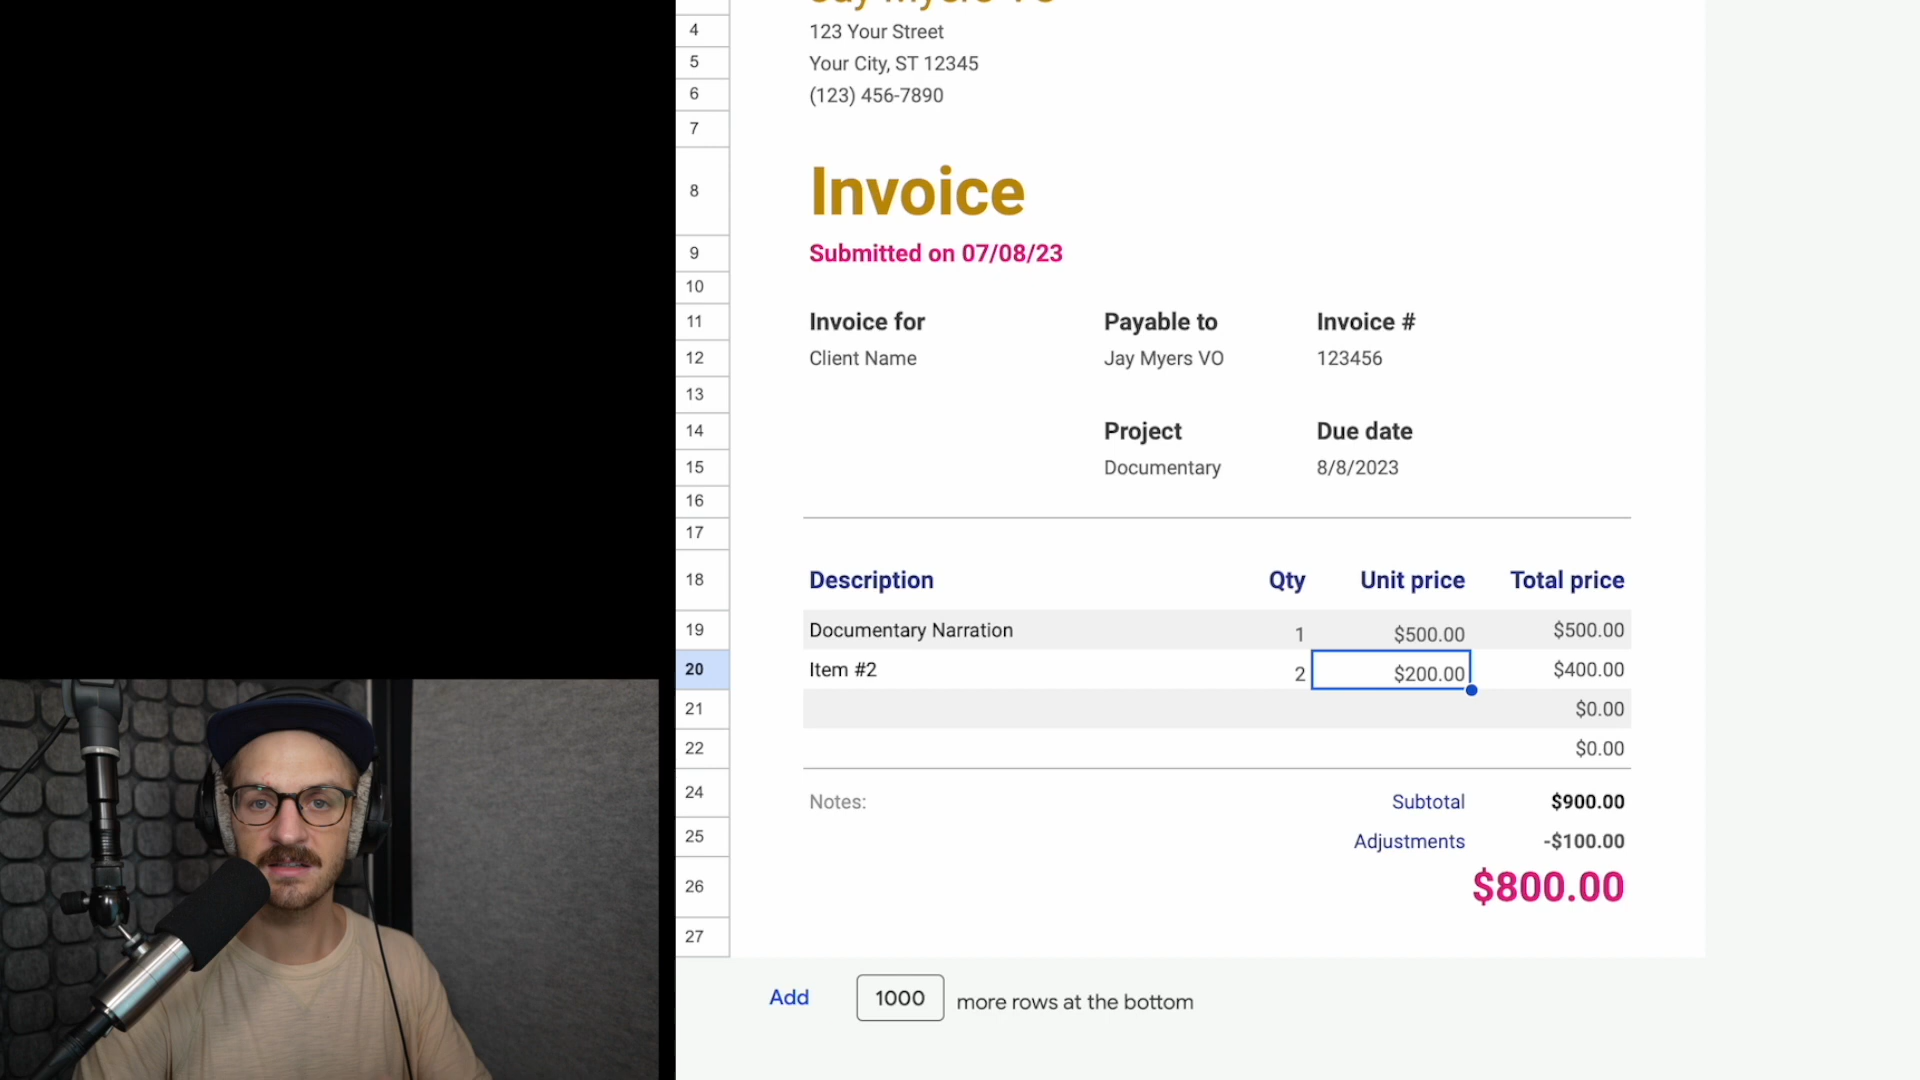 Jay Myers VO
4
123 Your Street
5
Your City, ST 12345
6
(123) 456-7890
7
8
Invoice
9
Submitted on 07/08/23
10
11
Invoice for
Payable to
Invoice #
12
Client Name
Jay Myers VO
123456
13
14
Project
Due date
15
Documentary
8/8/2023
16
17
18
Description
Qty
Unit price
Total price
19
Documentary Narration
1
$500.00
$500.00
20
Item #2
2
$200.00
$400.00
21
$0.00
22
$0.00
24
Notes:
Subtotal
$900.00
25
Adjustments
-$100.00
26
$800.00
27
Add
1000
more rows at the bottom